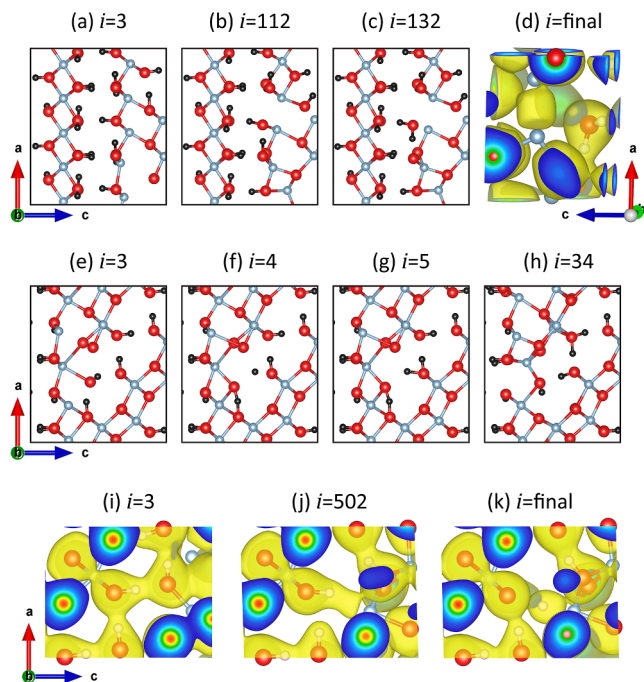 (a) i=3 (b) i=112 (c) i=132 (d) i=final
a
b
c
a
c
(e) i=3 (f) i=4 (g) i=5 (h) i=34
a
b
c
(i) i=3 (j) i=502 (k) i=final
a
b
c